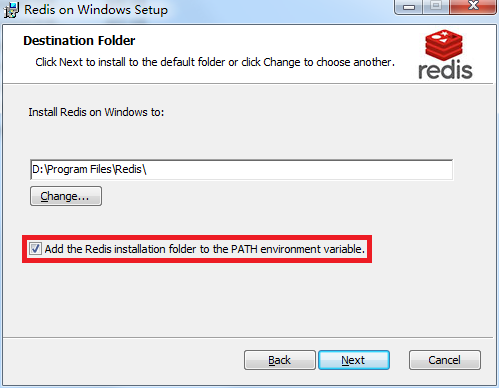 Redis on Windows Setup
Destination Folder
Click Next to install to the default folder or click Change to choose another.
redis
Install Redis on Windows to:
D:\Program Files\Redis\
Change...
Add the Redis installation folder to the PATH environment variable.
Back
Next
Cancel